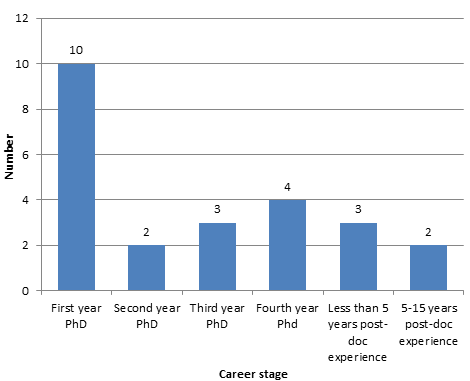 12
10
8
6
4
2
0
Number
10
2
3
4
3
2
First year
PhD
Second year
PhD
Third year
PhD
Fourth year
Phd
Less than 5
years post-
doc
experience
5-15 years
post-doc
experience
Career stage